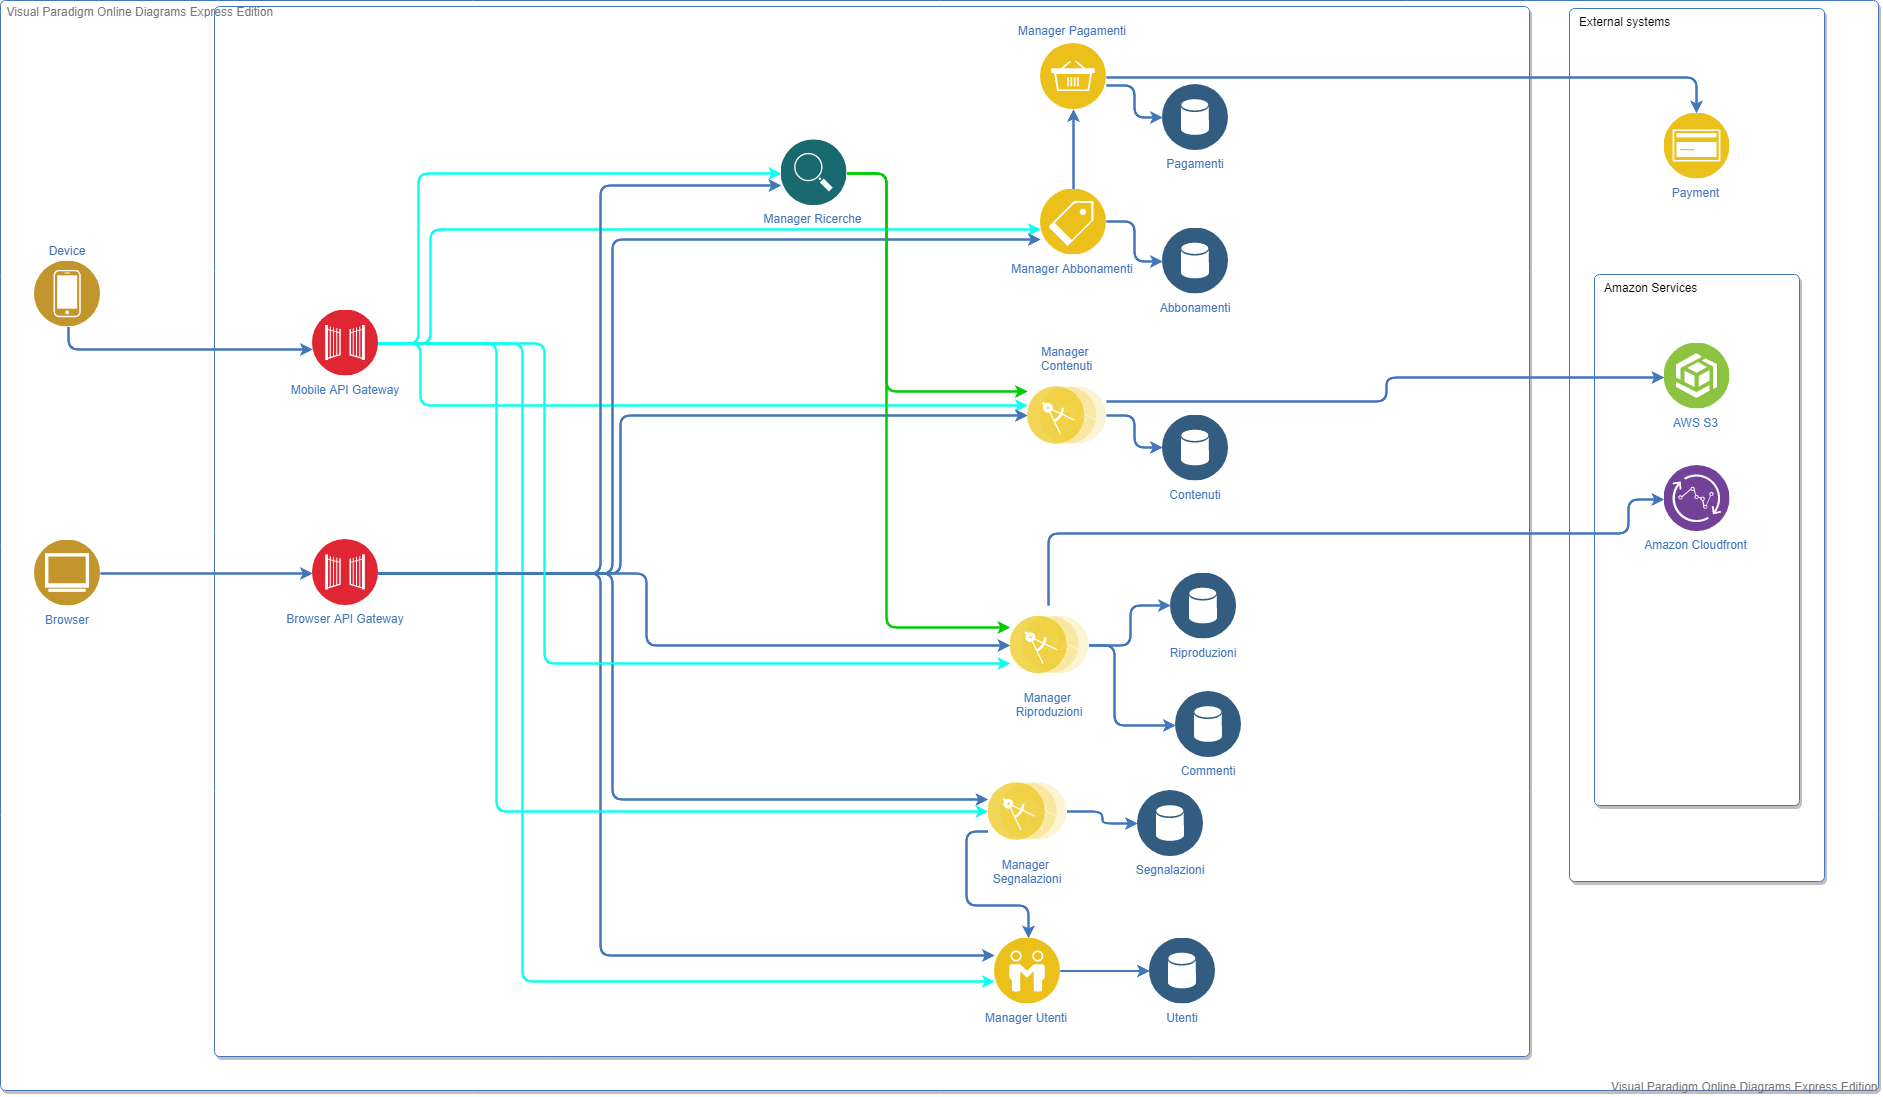 Visual Paradigm Online Diagrams Express Edition
External systems
Manager Pagamenti
Pagamenti
Payment
Manager Ricerche
Device
Manager Abbonamenti
Abbonamenti
Amazon Services
Mobile API Gateway
Manager
Contenuti
AWS S3
Contenuti
Amazon Cloudfront
Browser
Browser API Gateway
Riproduzioni
Manager
Riproduzioni
Commenti
Manager
Segnalazioni
Segnalazioni
Manager Utenti
Utenti
Visual Paradigm Online Diagrams Express Edition